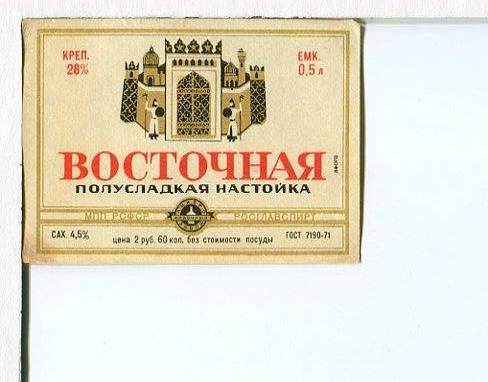 КРЕП.
28%
ЕМК.
0,5 л
ВОСТОЧНАЯ
ПОЛУСЛАДКАЯ НАСТОЙКА
МПП РСФСР
РОСГЛАВСПИРТ
САХ. 4,5%
цена 2 руб. 60 коп. без стоимости посуды
ГОСТ 7190-71